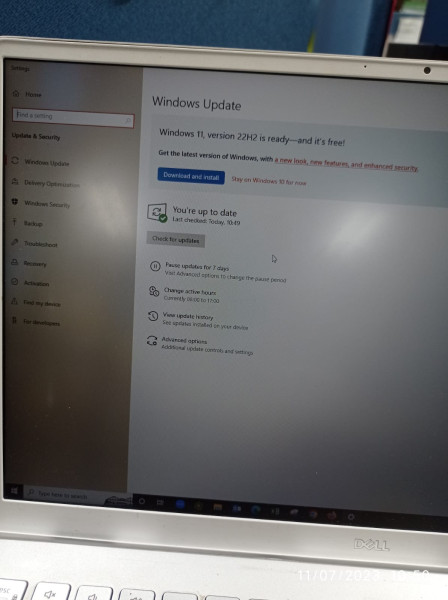 Settings
Home
Find a setting
Update & Security
Windows Update
Delivery Optimization
Windows Security
Backup
Troubleshoot
Recovery
Activation
Find my device
For developers
Windows Update
Windows 11, version 22H2 is ready—and it's free!
Get the latest version of Windows, with a new look, new features, and enhanced security.
Download and install
Stay on Windows 10 for now
You're up to date
Last checked: Today, 10:49
Check for updates
Pause updates for 7 days
Visit Advanced options to change the pause period
Change active hours
Currently 08:00 to 17:00
View update history
See updates installed on your device
Advanced options
Additional update controls and settings
Type here to search
DELL
esc